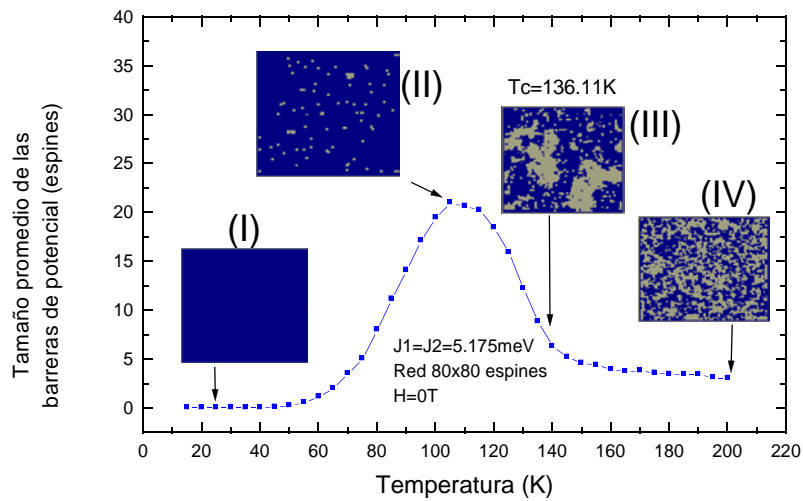 40
35
30
25
20
15
10
5
0
Tamaño promedio de las
barreras de potencial (espines)
(I)
(II)
Tc=136.11K
(III)
(IV)
J1=J2=5.175meV
Red 80x80 espines
H=0T
0 20 40 60 80 100 120 140 160 180 200 220
Temperatura (K)